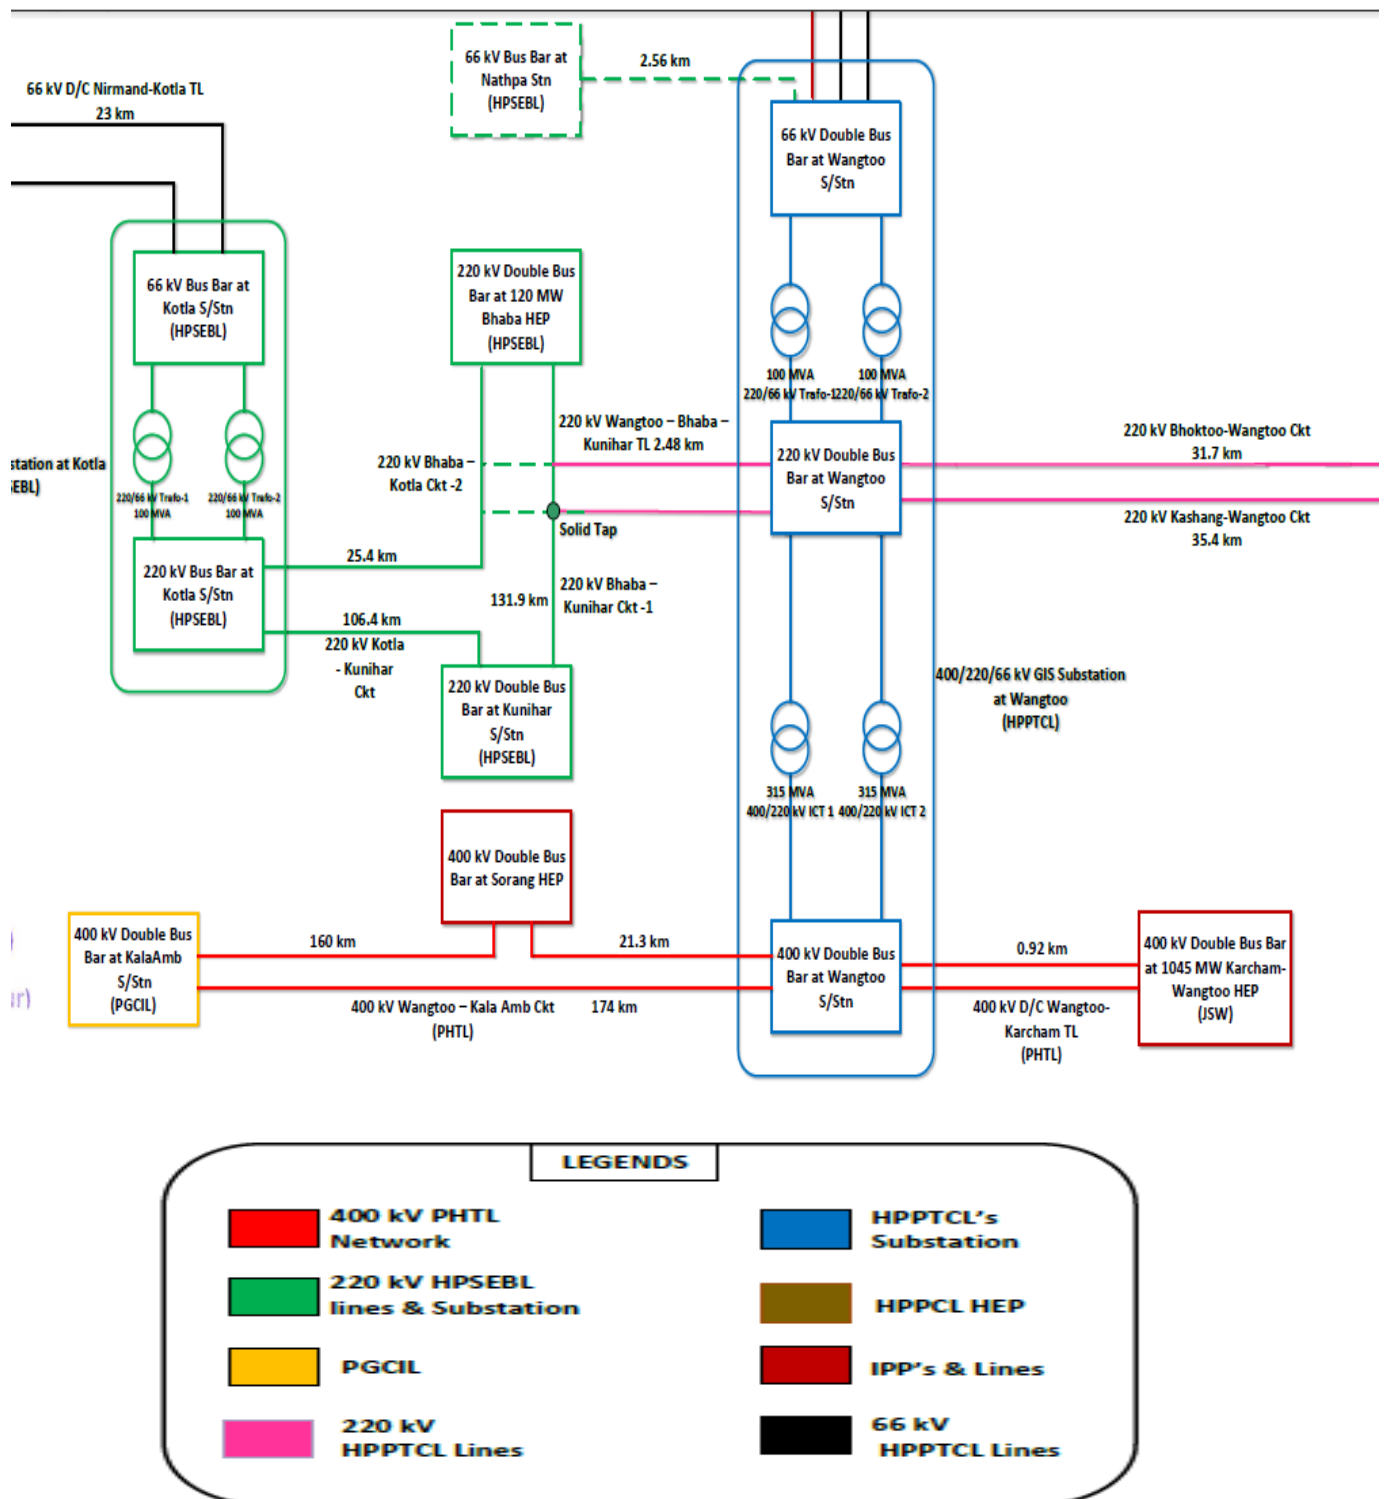 66 kV Bus Bar at
Nathpa Stn
(HPSEBL)
2.56 km
66 kV D/C Nirmand-Kotla TL
23 km
66 kV Double Bus
Bar at Wangtoo
S/Stn
66 kV Bus Bar at
Kotla S/Stn
(HPSEBL)
220 kV Double Bus
Bar at 120 MW
Bhaba HEP
(HPSEBL)
100 MVA
220/66 kV Trafo-1
100 MVA
220/66 kV Trafo-2
220 kV Wangtoo – Bhaba –
Kunihar TL 2.48 km
220 kV Bhoktoo-Wangtoo Ckt
31.7 km
station at Kotla
SEBL)
220 kV Bhaba –
Kotla Ckt -2
220 kV Double Bus
Bar at Wangtoo
S/Stn
220/66 kV Trafo-1
100 MVA
220/66 kV Trafo-2
100 MVA
Solid Tap
220 kV Kashang-Wangtoo Ckt
35.4 km
25.4 km
220 kV Bus Bar at
Kotla S/Stn
(HPSEBL)
131.9 km
220 kV Bhaba –
Kunihar Ckt -1
106.4 km
220 kV Kotla
- Kunihar
Ckt
220 kV Double Bus
Bar at Kunihar
S/Stn
(HPSEBL)
400/220/66 kV GIS Substation
at Wangtoo
(HPPTCL)
315 MVA
400/220 kV ICT 1
315 MVA
400/220 kV ICT 2
400 kV Double Bus
Bar at Sorang HEP
400 kV Double Bus
Bar at KalaAmb
S/Stn
(PGCIL)
160 km
21.3 km
400 kV Double Bus
Bar at Wangtoo
S/Stn
0.92 km
400 kV Double Bus Bar
at 1045 MW Karcham-
Wangtoo HEP
(JSW)
400 kV Wangtoo – Kala Amb Ckt
(PHTL)
174 km
400 kV D/C Wangtoo-
Karcham TL
(PHTL)
)
ur)
LEGENDS
400 kV PHTL
Network
HPPTCL's
Substation
220 kV HPSEBL
lines & Substation
HPPCL HEP
PGCIL
IPP's & Lines
220 kV
HPPTCL Lines
66 kV
HPPTCL Lines